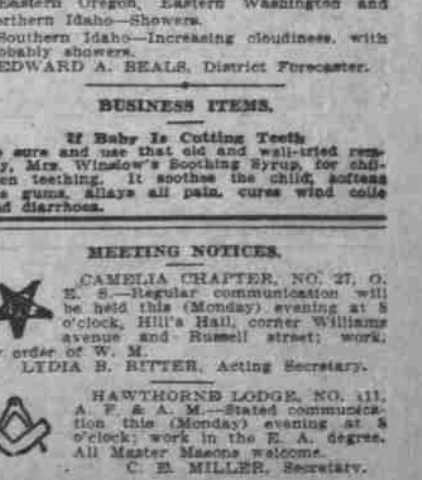 Eastern Oregon, Eastern Washington and
orthern Idaho—Showers.
Southern Idaho—Increasing cloudiness, with
obably showers.
EDWARD A. BEALS, District Forecaster.
BUSINESS ITEMS.
If Baby Is Cutting Teeth
e sure and use that old and well-tried rem-
y, Mrs. Winslow's Soothing Syrup, for chil-
en teething. It soothes the child, softens
e gums, allays all pain, cures wind colic
nd diarrhoea.
MEETING NOTICES.
CAMELIA CHAPTER, NO. 27, O.
E. S.—Regular communication will
be held this (Monday) evening at 8
o'clock, Hill's Hall, corner Williams
avenue and Russell street; work.
y order of W. M.
LYDIA B. RITTER, Acting Secretary.
HAWTHORNE LODGE, NO. 111,
A. F. & A. M.—Stated communica-
tion this (Monday) evening at 8
o'clock; work in the E. A. degree.
All Master Masons welcome.
C. E. MILLER, Secretary.